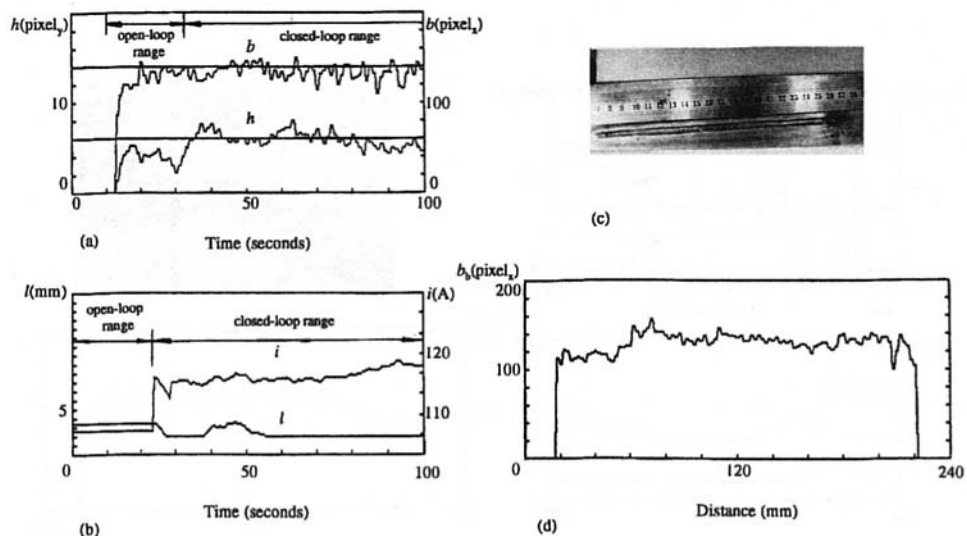 h(pixel_y)
b(pixel_x)
open-loop range
closed-loop range
b
10
100
h
0
0
0
50
100
(a)
Time (seconds)
(c)
l(mm)
i(A)
open-loop range
closed-loop range
i
120
5
l
110
0
50
100
Time (seconds)
(b)
b_b(pixel_x)
200
100
0
0
120
240
Distance (mm)
(d)